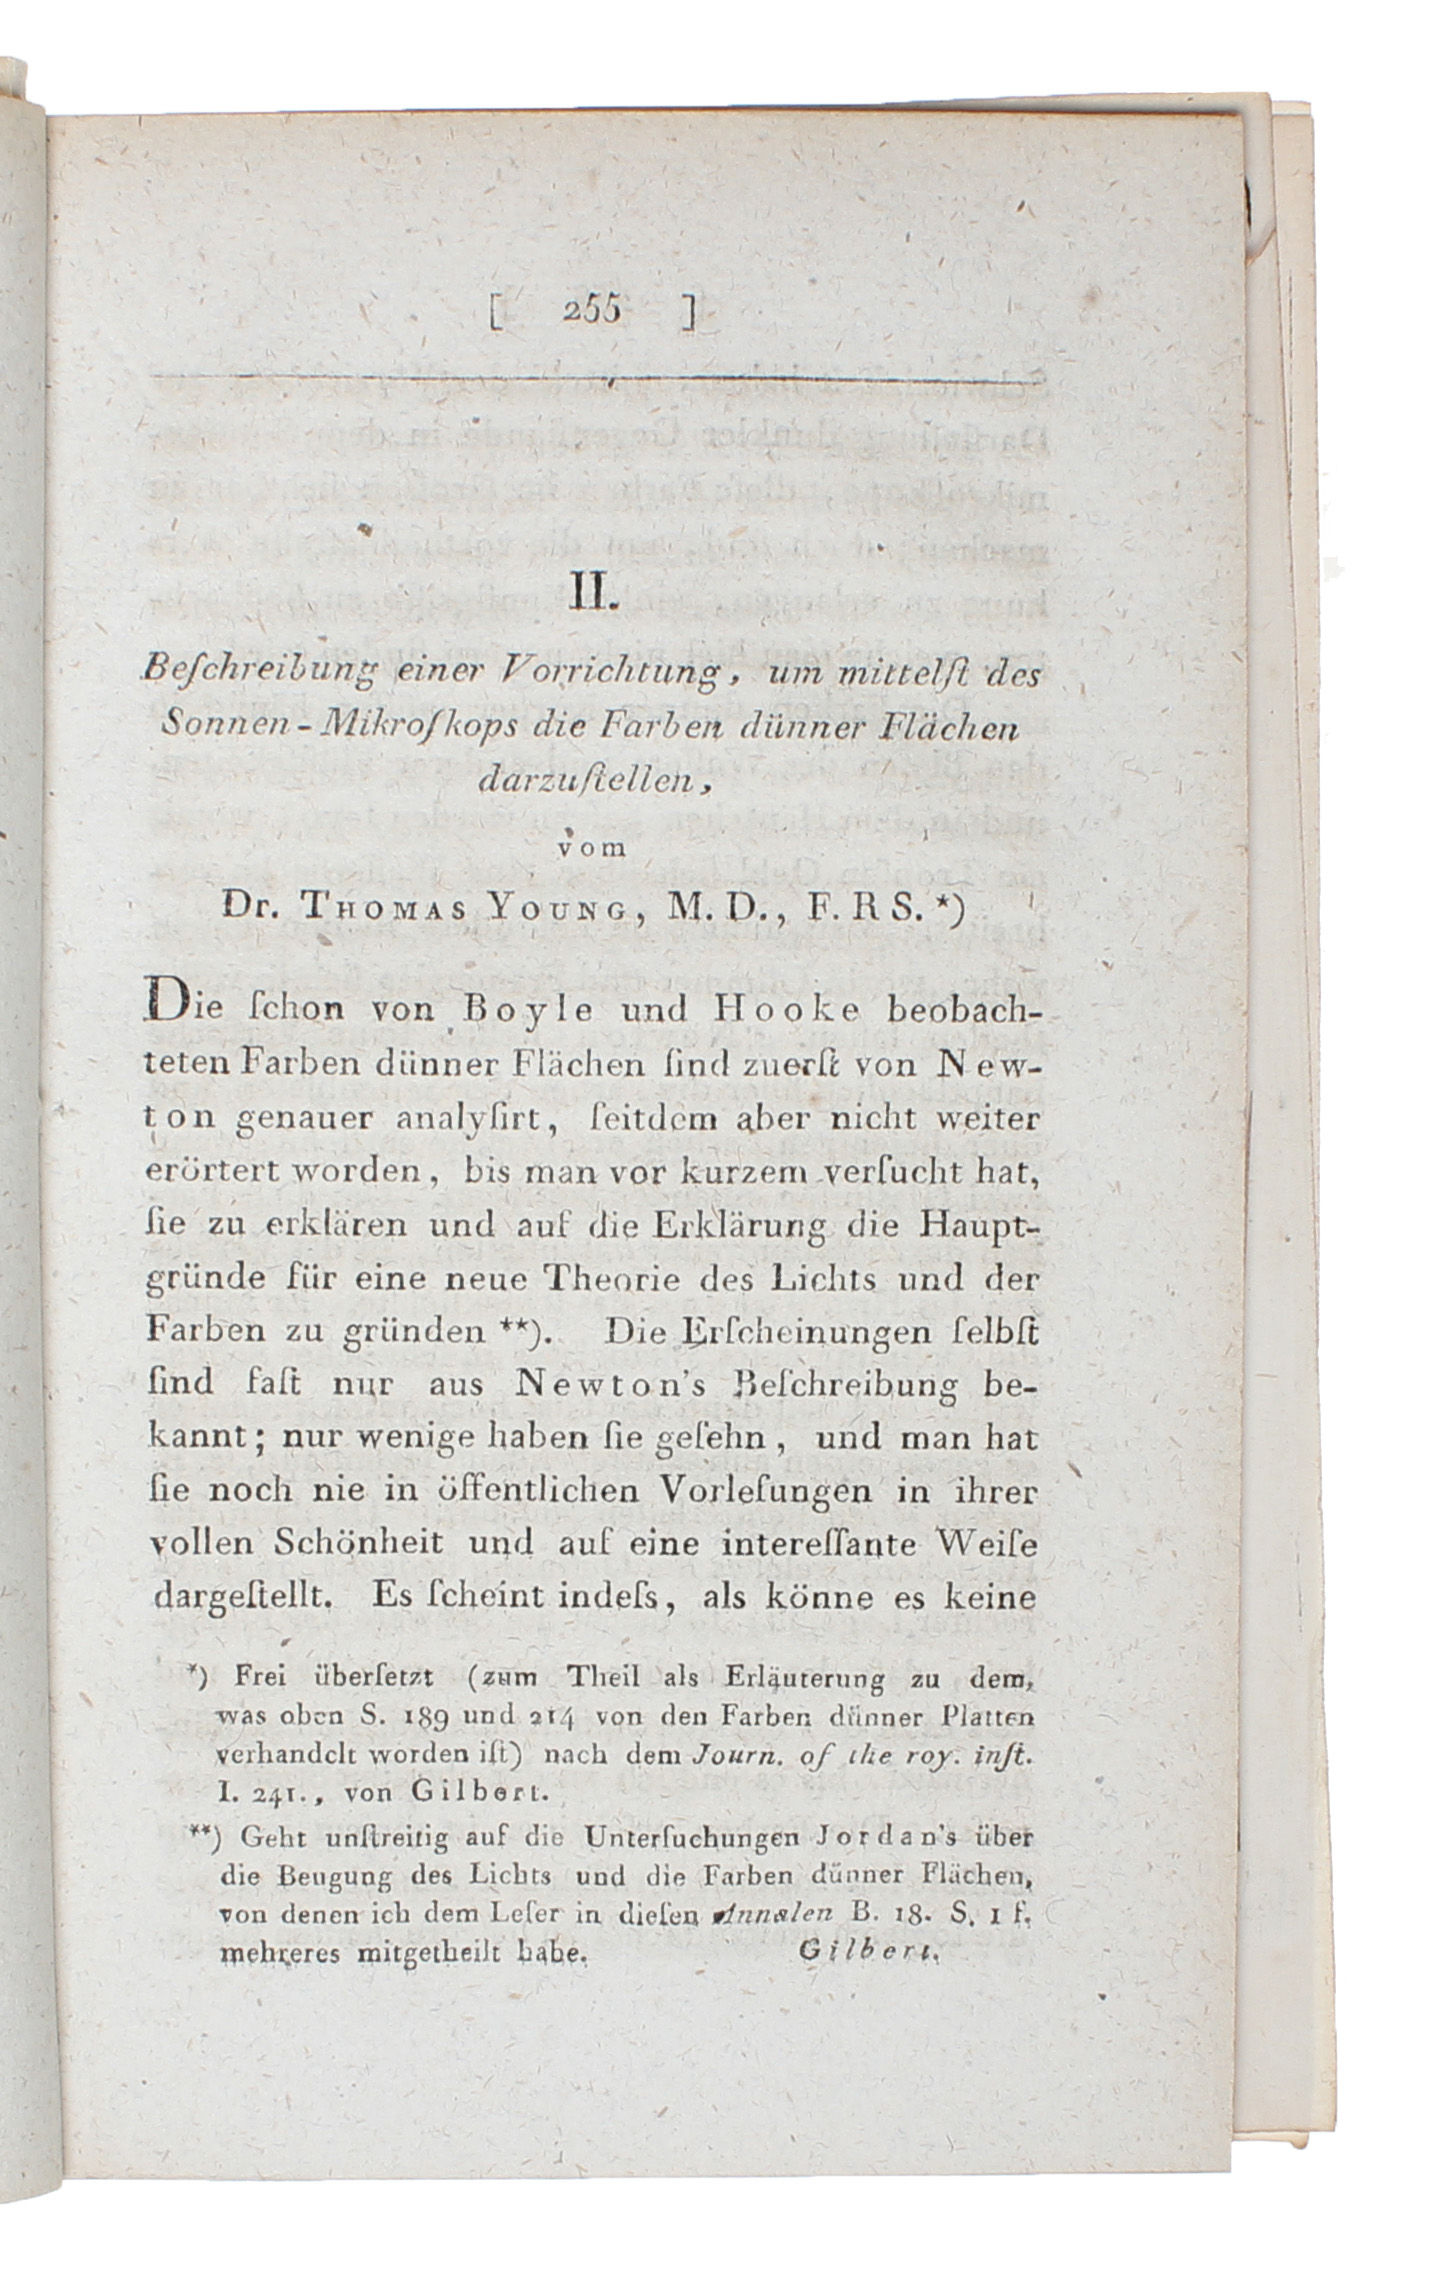 [ 255 ]
II.
Beſchreibung einer Vorrichtung, um mittelſt des
Sonnen-Mikroſkops die Farben dünner Flächen
darzuſtellen,
vom
Dr. THOMAS YOUNG, M. D., F. R S. *)
Die ſchon von Boyle und Hooke beobach-
teten Farben dünner Flächen ſind zuerſt von New-
ton genauer analyſirt, ſeitdem aber nicht weiter
erörtert worden, bis man vor kurzem verſucht hat,
ſie zu erklären und auf die Erklärung die Haupt-
gründe für eine neue Theorie des Lichts und der
Farben zu gründen **). Die Erſcheinungen ſelbſt
ſind faſt nur aus Newton's Beſchreibung be-
kannt; nur wenige haben ſie geſehn, und man hat
ſie noch nie in öffentlichen Vorleſungen in ihrer
vollen Schönheit und auf eine intereſſante Weiſe
dargeſtellt. Es ſcheint indeſs, als könne es keine
*) Frei überſetzt (zum Theil als Erläuterung zu dem,
was oben S. 189 und 214 von den Farben dünner Platten
verhandelt worden iſt) nach dem Journ. of the roy. inſt.
I. 241., von Gilbert.
**) Geht unſtreitig auf die Unterſuchungen Jordan's über
die Beugung des Lichts und die Farben dünner Flächen,
von denen ich dem Leſer in dieſen Annalen B. 18. S. 1 f.
mehreres mitgetheilt habe. Gilbert.